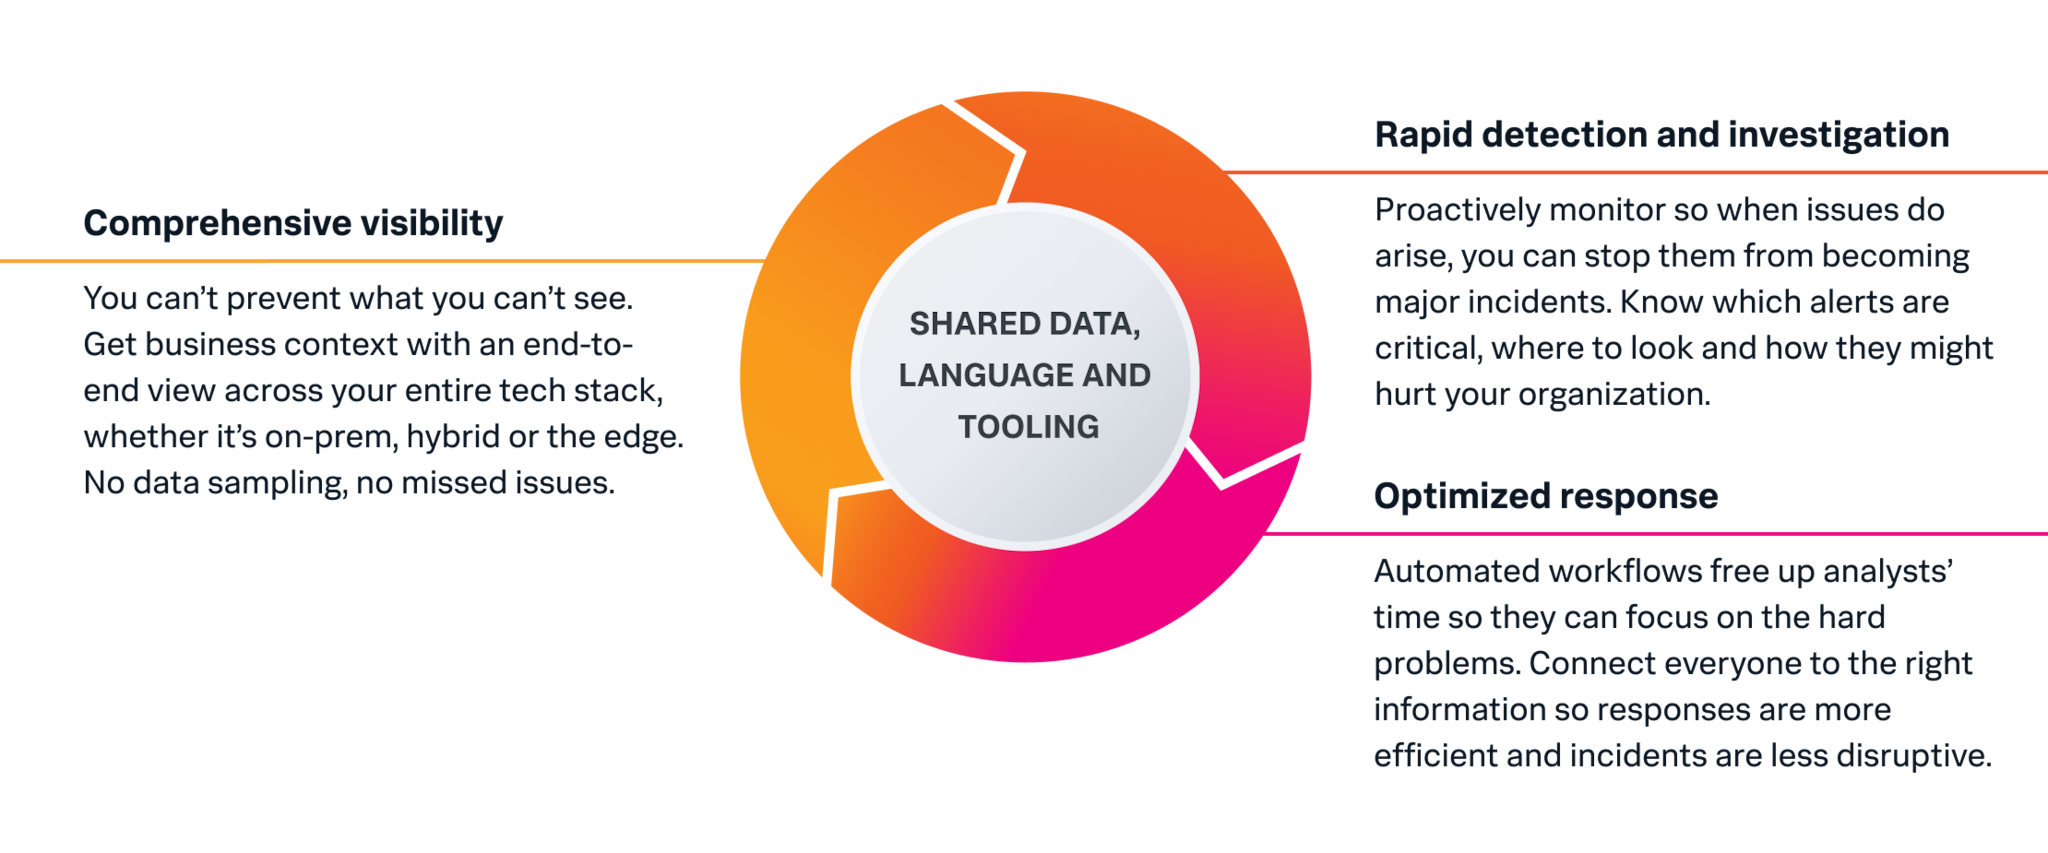 Comprehensive visibility
You can’t prevent what you can’t see.
Get business context with an end-to-
end view across your entire tech stack,
whether it’s on-prem, hybrid or the edge.
No data sampling, no missed issues.
SHARED DATA,
LANGUAGE AND
TOOLING
Rapid detection and investigation
Proactively monitor so when issues do
arise, you can stop them from becoming
major incidents. Know which alerts are
critical, where to look and how they might
hurt your organization.
Optimized response
Automated workflows free up analysts’
time so they can focus on the hard
problems. Connect everyone to the right
information so responses are more
efficient and incidents are less disruptive.